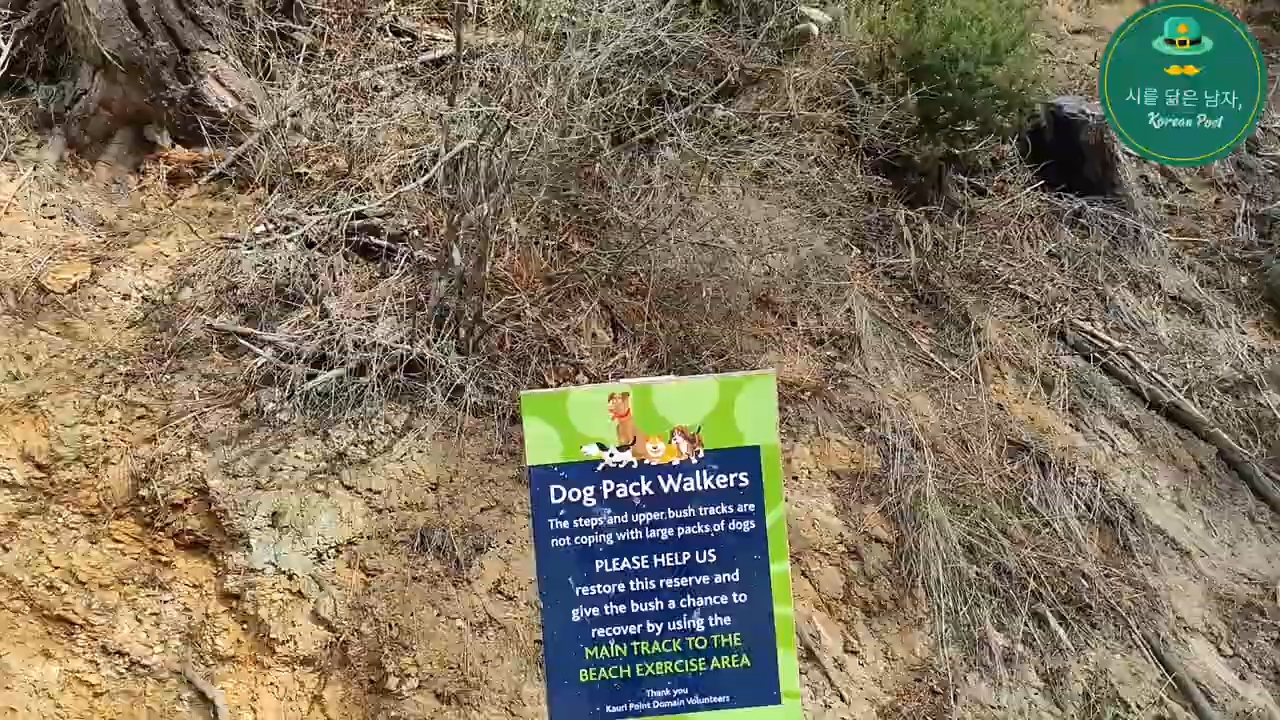 시를 닮은 남자,
Korean Poet
Dog Pack Walkers
The steps and upper bush tracks are
not coping with large packs of dogs
PLEASE HELP US
restore this reserve and
give the bush a chance to
recover by using the
MAIN TRACK TO THE
BEACH EXERCISE AREA
Thank you
Kauri Point Domain Volunteers